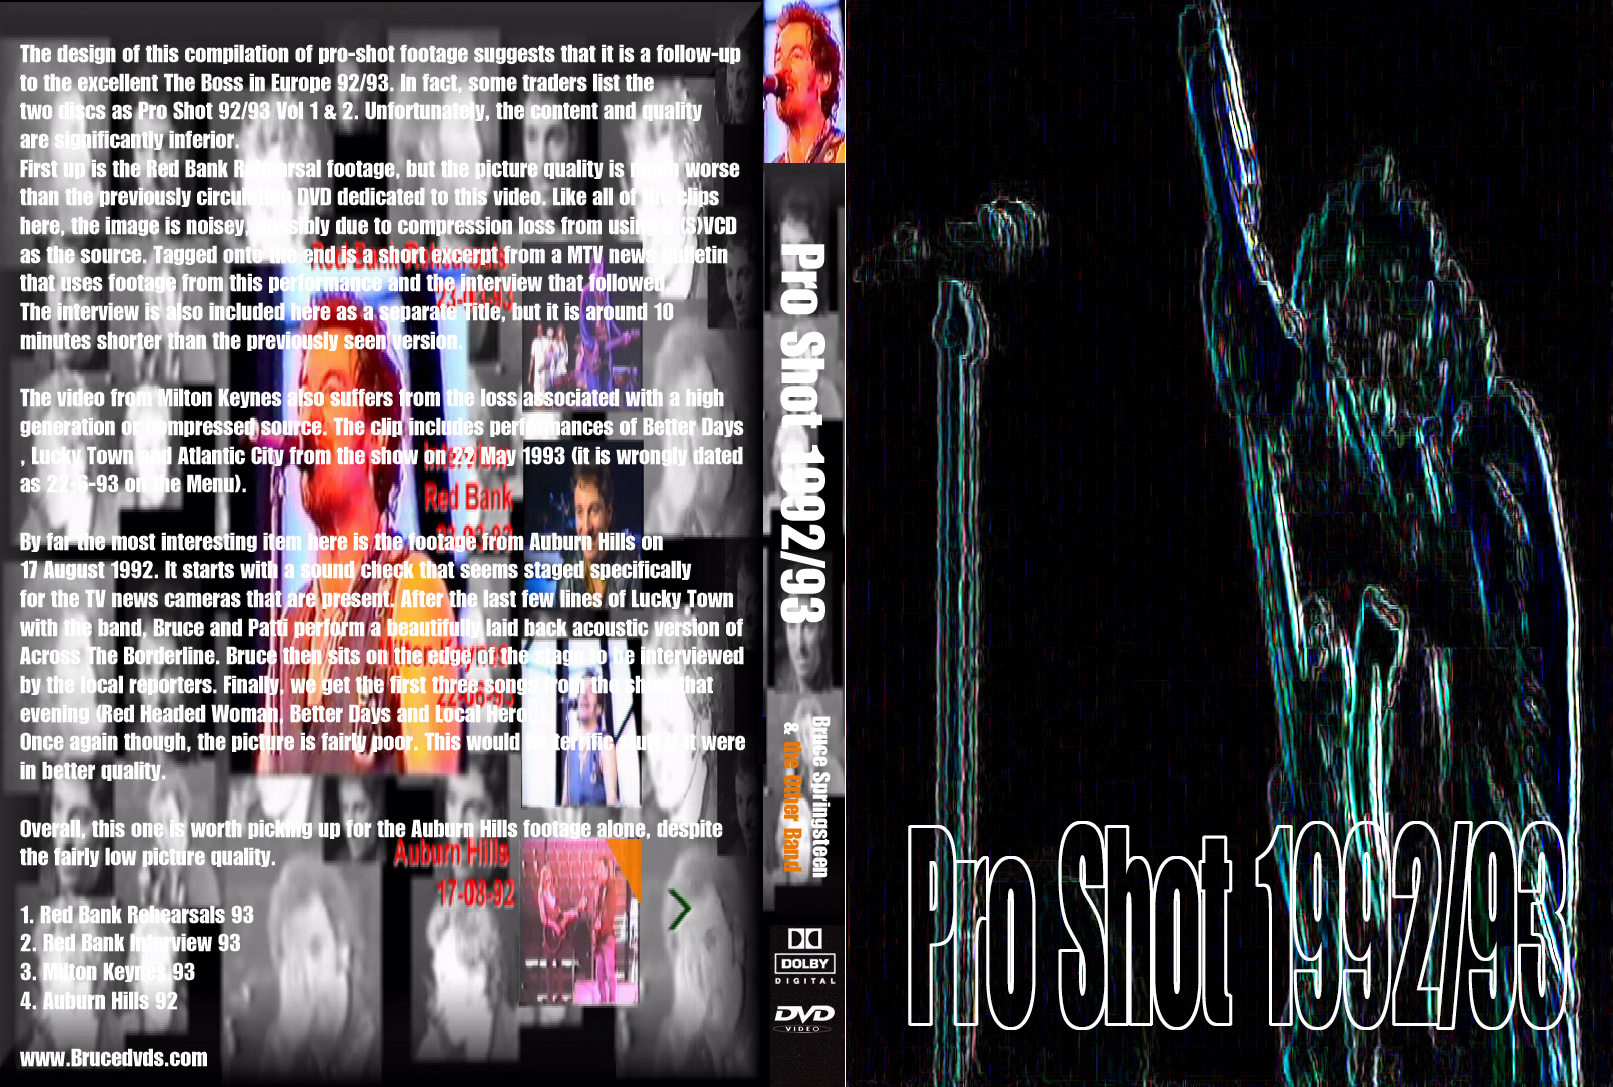 The design of this compilation of pro-shot footage suggests that it is a follow-up
to the excellent The Boss in Europe 92/93. In fact, some traders list the
two discs as Pro Shot 92/93 Vol 1 & 2. Unfortunately, the content and quality
are significantly inferior.
First up is the Red Bank Rehearsal footage, but the picture quality is much worse
than the previously circulating DVD dedicated to this video. Like all of the clips
here, the image is noisey, possibly due to compression loss from using a (S)VCD
as the source. Tagged onto the end is a short excerpt from a MTV news bulletin
that uses footage from this performance and the interview that followed.
The interview is also included here as a separate Title, but it is around 10
minutes shorter than the previously seen version.
The video from Milton Keynes also suffers from the loss associated with a high
generation or compressed source. The clip includes performances of Better Days
, Lucky Town and Atlantic City from the show on 22 May 1993 (it is wrongly dated
as 22-6-93 on the Menu).
By far the most interesting item here is the footage from Auburn Hills on
17 August 1992. It starts with a sound check that seems staged specifically
for the TV news cameras that are present. After the last few lines of Lucky Town
with the band, Bruce and Patti perform a beautifully laid back acoustic version of
Across The Borderline. Bruce then sits on the edge of the stage to be interviewed
by the local reporters. Finally, we get the first three songs from the show that
evening (Red Headed Woman, Better Days and Local Hero).
Once again though, the picture is fairly poor. This would be terrific stuff if it were
in better quality.
Overall, this one is worth picking up for the Auburn Hills footage alone, despite
the fairly low picture quality.
1. Red Bank Rehearsals 93
2. Red Bank Interview 93
3. Milton Keynes 93
4. Auburn Hills 92
www.Brucedvds.com
Red Bank Rehearsals
23-03-93
Interview
Red Bank
22-06-93
Auburn Hills
17-08-92
Pro Shot 1992/93
Bruce Springsteen
& the Other Band
DOLBY
DIGITAL
DVD
VIDEO
Pro Shot 1992/93